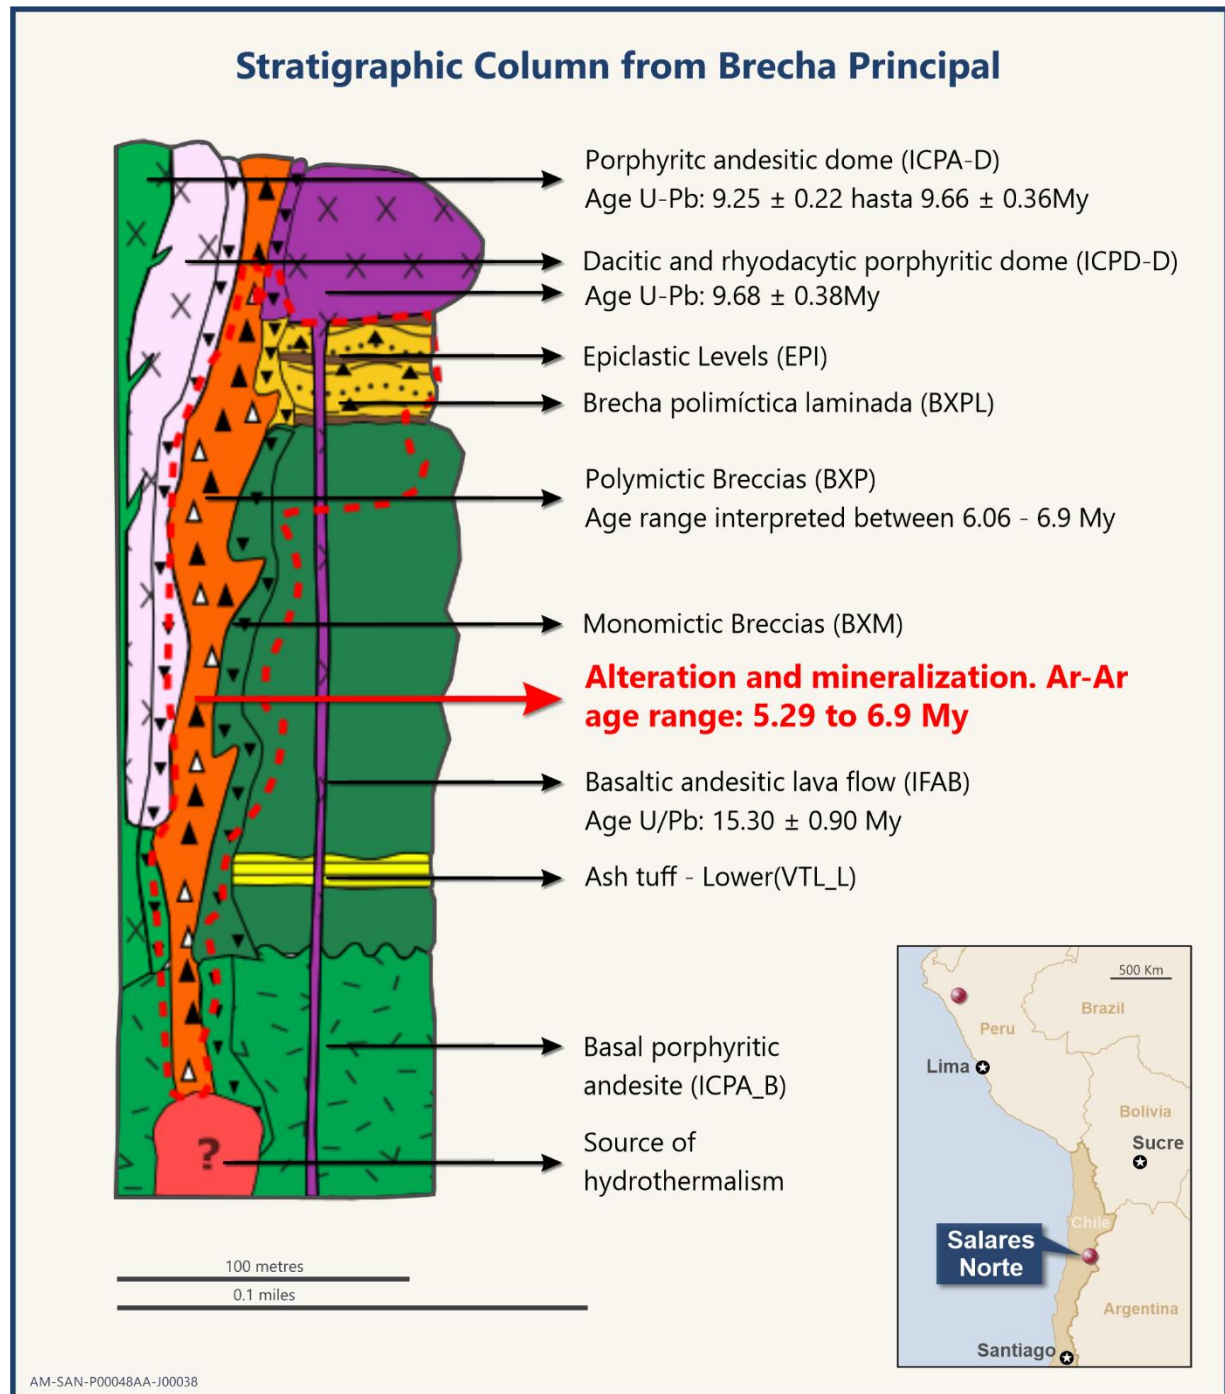 Stratigraphic Column from Brecha Principal
Porphyritc andesitic dome (ICPA-D)
Age U-Pb: 9.25 ± 0.22 hasta 9.66 ± 0.36My
Dacitic and rhyodacytic porphyritic dome (ICPD-D)
Age U-Pb: 9.68 ± 0.38My
Epiclastic Levels (EPI)
Brecha polimíctica laminada (BXPL)
Polymictic Breccias (BXP)
Age range interpreted between 6.06 - 6.9 My
Monomictic Breccias (BXM)
Alteration and mineralization. Ar-Ar
age range: 5.29 to 6.9 My
Basaltic andesitic lava flow (IFAB)
Age U/Pb: 15.30 ± 0.90 My
Ash tuff - Lower(VTL_L)
Basal porphyritic
andesite (ICPA_B)
Source of
hydrothermalism
?
100 metres
0.1 miles
500 Km
Brazil
Peru
Lima
Bolivia
Sucre
Chile
Salares
Norte
Argentina
Santiago
AM-SAN-P00048AA-J00038